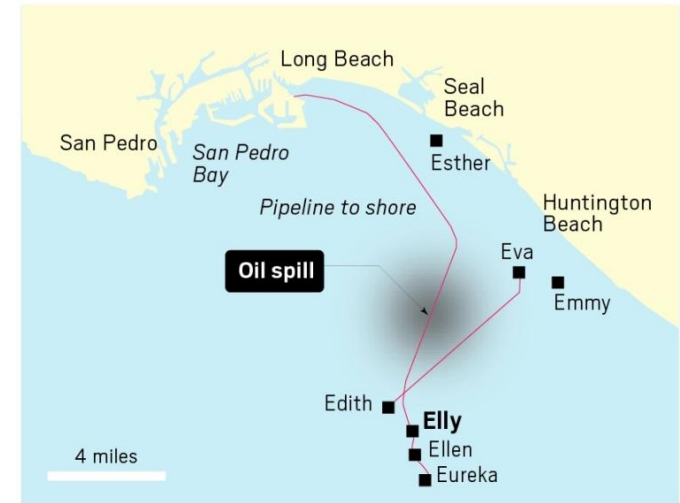 Long Beach
Seal
Beach
San Pedro
San Pedro
Bay
Esther
Pipeline to shore
Huntington
Beach
Oil spill
Eva
Emmy
Edith
Elly
Ellen
Eureka
4 miles